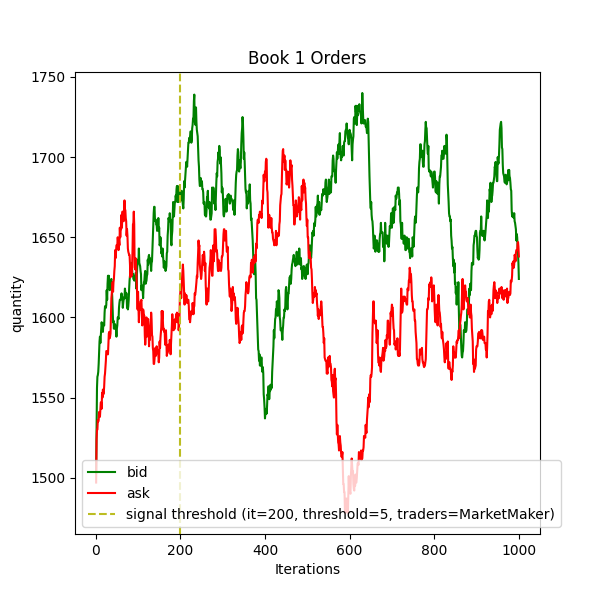 Book 1 Orders
quantity
1750
1700
1650
1600
1550
1500
bid
ask
signal threshold (it=200, threshold=5, traders=MarketMaker)
0 200 400 600 800 1000
Iterations